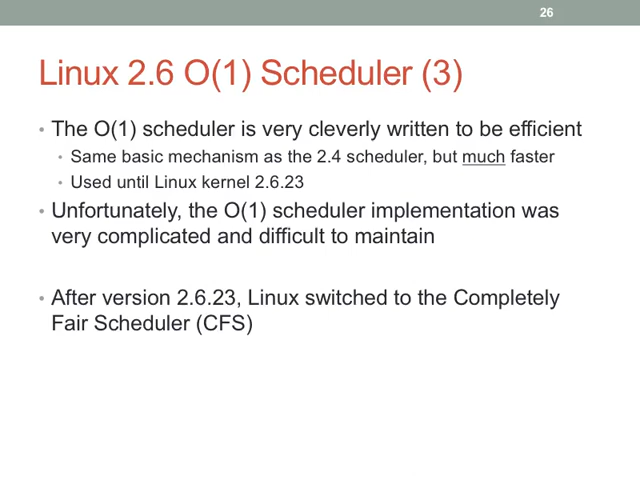 26
Linux 2.6 O(1) Scheduler (3)
• The O(1) scheduler is very cleverly written to be efficient
• Same basic mechanism as the 2.4 scheduler, but much faster
• Used until Linux kernel 2.6.23
• Unfortunately, the O(1) scheduler implementation was
very complicated and difficult to maintain
• After version 2.6.23, Linux switched to the Completely
Fair Scheduler (CFS)